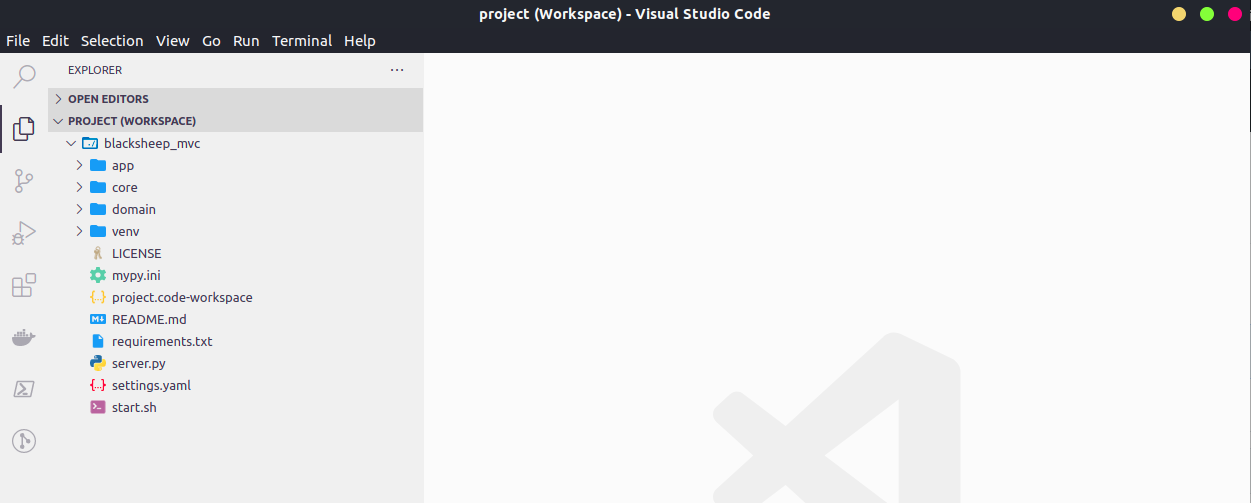 project (Workspace) - Visual Studio Code
File Edit Selection View Go Run Terminal Help
EXPLORER
OPEN EDITORS
PROJECT (WORKSPACE)
blacksheep_mvc
app
core
domain
venv
LICENSE
mypy.ini
project.code-workspace
README.md
requirements.txt
server.py
settings.yaml
start.sh